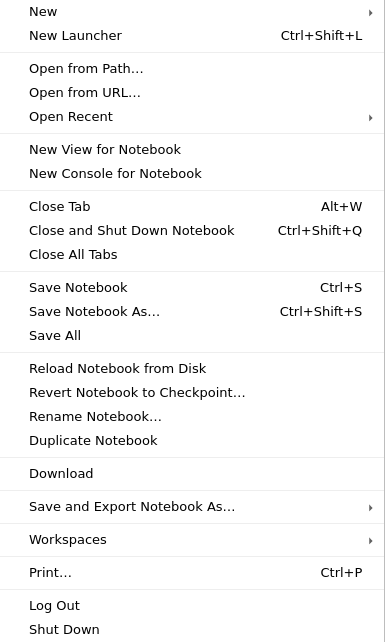 New
New Launcher Ctrl+Shift+L
Open from Path…
Open from URL…
Open Recent
New View for Notebook
New Console for Notebook
Close Tab Alt+W
Close and Shut Down Notebook Ctrl+Shift+Q
Close All Tabs
Save Notebook Ctrl+S
Save Notebook As… Ctrl+Shift+S
Save All
Reload Notebook from Disk
Revert Notebook to Checkpoint…
Rename Notebook…
Duplicate Notebook
Download
Save and Export Notebook As…
Workspaces
Print… Ctrl+P
Log Out
Shut Down